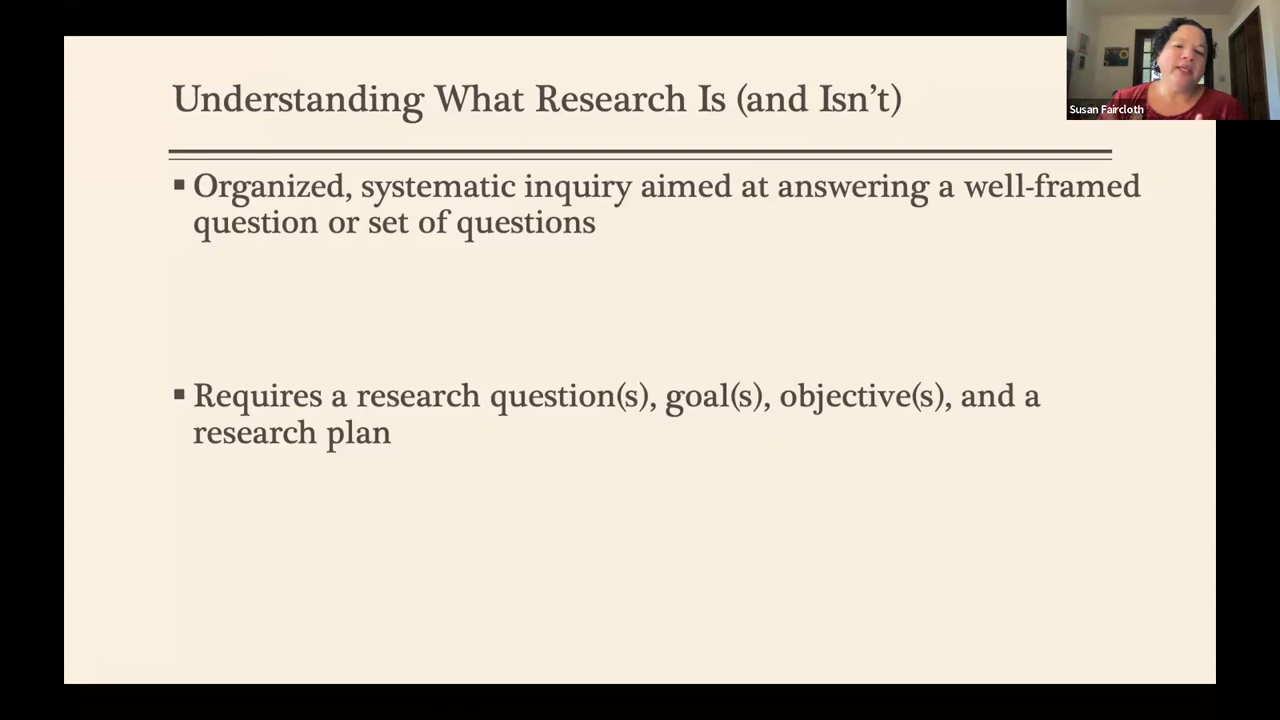 Understanding What Research Is (and Isn’t)
Susan Faircloth
▪ Organized, systematic inquiry aimed at answering a well-framed
question or set of questions
▪ Requires a research question(s), goal(s), objective(s), and a
research plan